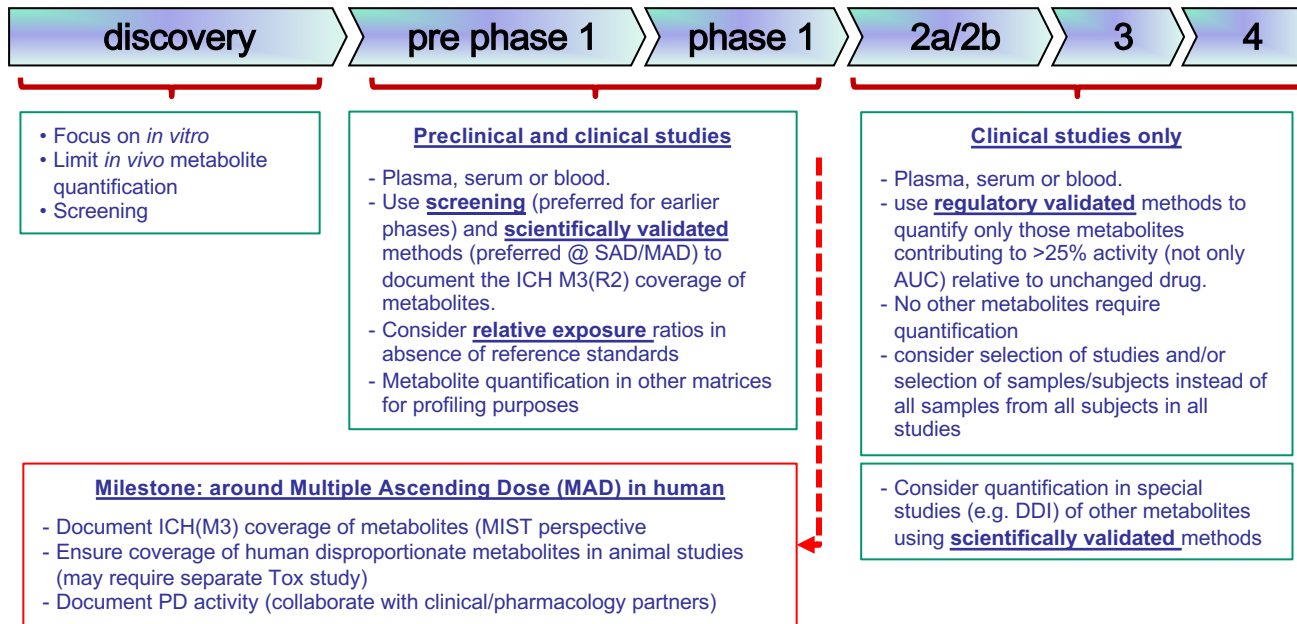 discovery
pre phase 1
phase 1
2a/2b
3
4
• Focus on in vitro
• Limit in vivo metabolite
quantification
• Screening
Preclinical and clinical studies
- Plasma, serum or blood.
- Use screening (preferred for earlier
phases) and scientifically validated
methods (preferred @ SAD/MAD) to
document the ICH M3(R2) coverage of
metabolites.
- Consider relative exposure ratios in
absence of reference standards
- Metabolite quantification in other matrices
for profiling purposes
Clinical studies only
- Plasma, serum or blood.
- use regulatory validated methods to
quantify only those metabolites
contributing to >25% activity (not only
AUC) relative to unchanged drug.
- No other metabolites require
quantification
- consider selection of studies and/or
selection of samples/subjects instead of
all samples from all subjects in all
studies
Milestone: around Multiple Ascending Dose (MAD) in human
- Document ICH(M3) coverage of metabolites (MIST perspective
- Ensure coverage of human disproportionate metabolites in animal studies
(may require separate Tox study)
- Document PD activity (collaborate with clinical/pharmacology partners)
- Consider quantification in special
studies (e.g. DDI) of other metabolites
using scientifically validated methods